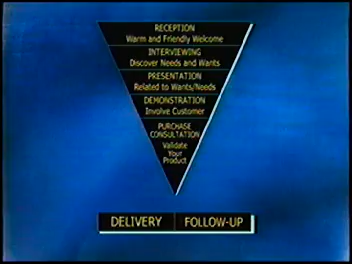 RECEPTION
Warm and Friendly Welcome
INTERVIEWING
Discover Needs and Wants
PRESENTATION
Related to Wants/Needs
DEMONSTRATION
Involve Customer
PURCHASE
CONSULTATION
Validate
Your
Product
DELIVERY
FOLLOW-UP